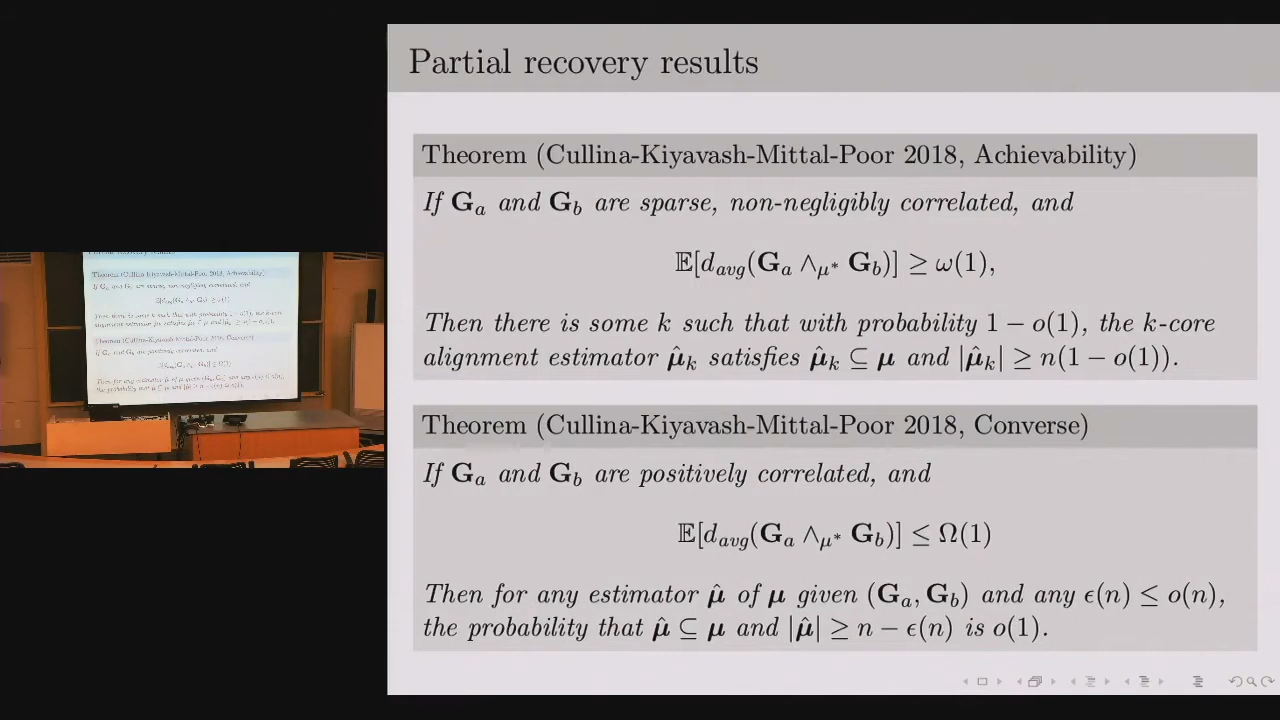 Partial recovery results
Theorem (Cullina-Kiyavash-Mittal-Poor 2018, Achievability)
If G_a and G_b are sparse, non-negligibly correlated, and
𝔼[d_avg(G_a ∧_μ* G_b)] ≥ ω(1),
Then there is some k such that with probability 1 − o(1), the k-core
alignment estimator μ̂_k satisfies μ̂_k ⊆ μ and |μ̂_k| ≥ n(1 − o(1)).
Theorem (Cullina-Kiyavash-Mittal-Poor 2018, Converse)
If G_a and G_b are positively correlated, and
𝔼[d_avg(G_a ∧_μ* G_b)] ≤ Ω(1)
Then for any estimator μ̂ of μ given (G_a, G_b) and any ϵ(n) ≤ o(n),
the probability that μ̂ ⊆ μ and |μ̂| ≥ n − ϵ(n) is o(1).